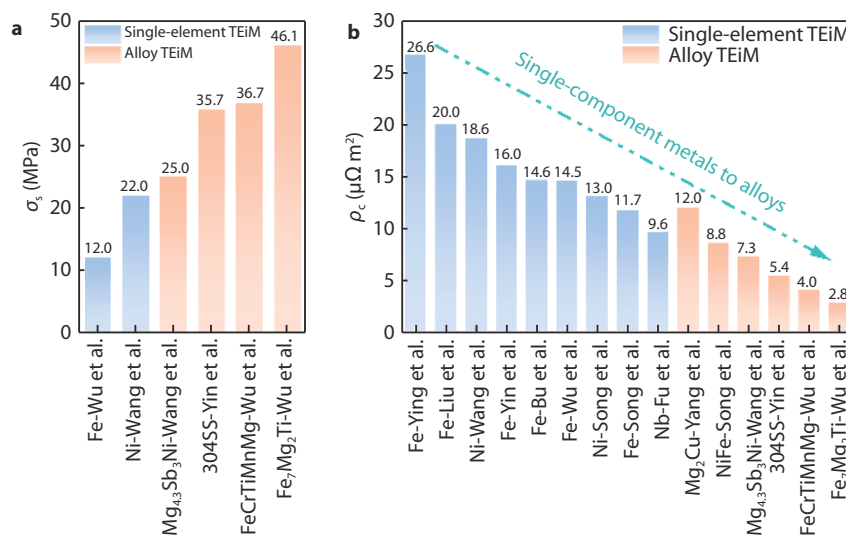 a
Single-element TEiM
Alloy TEiM
50
40
30
20
10
0
σs (MPa)
12.0
22.0
25.0
35.7
36.7
46.1
Fe-Wu et al.
Ni-Wang et al.
Mg4.3Sb3Ni-Wang et al.
304SS-Yin et al.
FeCrTiMnMg-Wu et al.
Fe7Mg2Ti-Wu et al.
b
Single-element TEiM
Alloy TEiM
Single-component metals to alloys
30
25
20
15
10
5
0
ρc (μΩ m²)
26.6
20.0
18.6
16.0
14.6
14.5
13.0
11.7
9.6
12.0
8.8
7.3
5.4
4.0
2.8
Fe-Ying et al.
Fe-Liu et al.
Ni-Wang et al.
Fe-Yin et al.
Fe-Bu et al.
Fe-Wu et al.
Ni-Song et al.
Fe-Song et al.
Nb-Fu et al.
Mg2Cu-Yang et al.
NiFe-Song et al.
Mg4.3Sb3Ni-Wang et al.
304SS-Yin et al.
FeCrTiMnMg-Wu et al.
Fe7Mg2Ti-Wu et al.